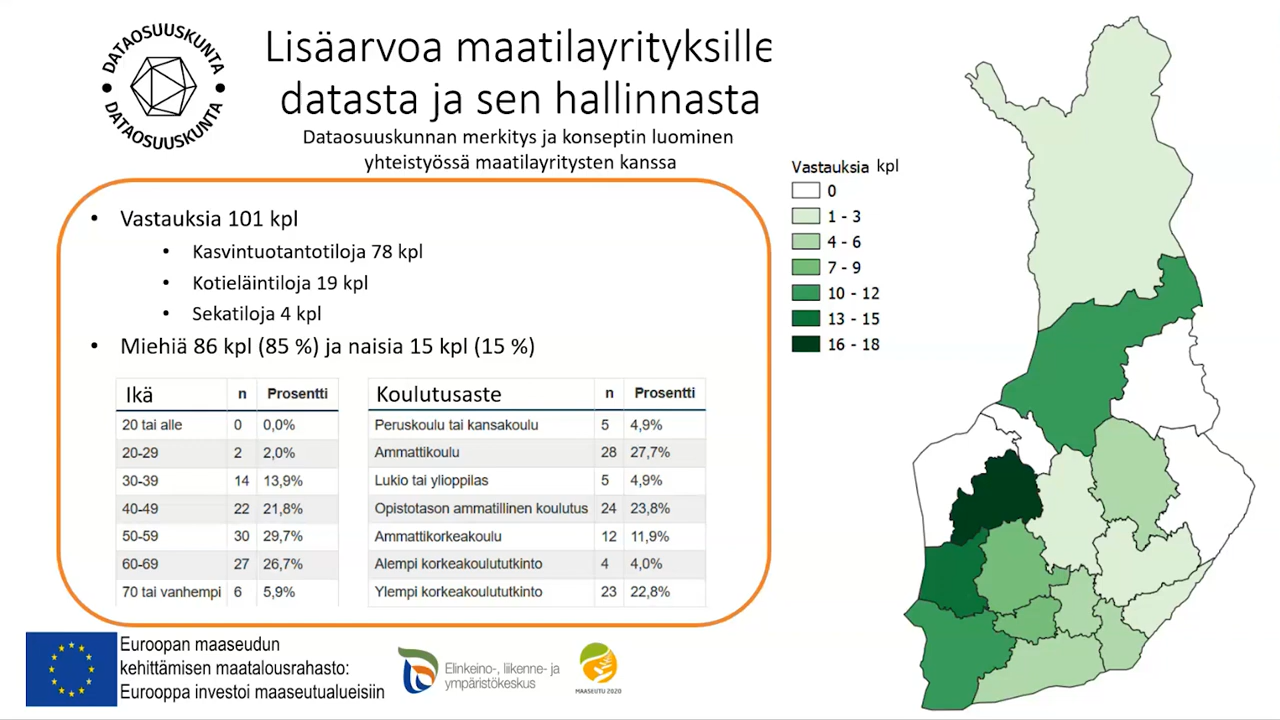 DATAOSUUSKUNTA
DATAOSUUSKUNTA
Lisäarvoa maatilayrityksille
datasta ja sen hallinnasta
Dataosuuskunnan merkitys ja konseptin luominen
yhteistyössä maatilayritysten kanssa
• Vastauksia 101 kpl
• Kasvintuotantotiloja 78 kpl
• Kotieläintiloja 19 kpl
• Sekatiloja 4 kpl
• Miehiä 86 kpl (85 %) ja naisia 15 kpl (15 %)
Ikä n Prosentti
20 tai alle 0 0,0%
20-29 2 2,0%
30-39 14 13,9%
40-49 22 21,8%
50-59 30 29,7%
60-69 27 26,7%
70 tai vanhempi 6 5,9%
Koulutusaste n Prosentti
Peruskoulu tai kansakoulu 5 4,9%
Ammattikoulu 28 27,7%
Lukio tai ylioppilas 5 4,9%
Opistotason ammatillinen koulutus 24 23,8%
Ammattikorkeakoulu 12 11,9%
Alempi korkeakoulututkinto 4 4,0%
Ylempi korkeakoulututkinto 23 22,8%
Vastauksia kpl
0
1 - 3
4 - 6
7 - 9
10 - 12
13 - 15
16 - 18
Euroopan maaseudun
kehittämisen maatalousrahasto:
Eurooppa investoi maaseutualueisiin
Elinkeino-, liikenne- ja
ympäristökeskus
MAASEUTU 2020